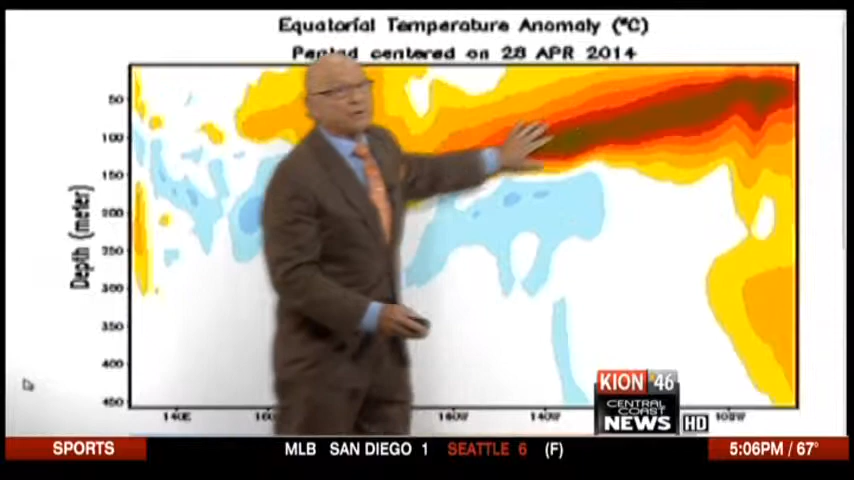 Equatorial Temperature Anomaly (°C)
Pentad centered on 28 APR 2014
50
100
150
200
250
300
350
400
450
Depth (meter)
140E
160W
140W
100W
KION 46
CENTRAL
COAST
NEWS HD
SPORTS
MLB SAN DIEGO 1 SEATTLE 6 (F)
5:06PM / 67°